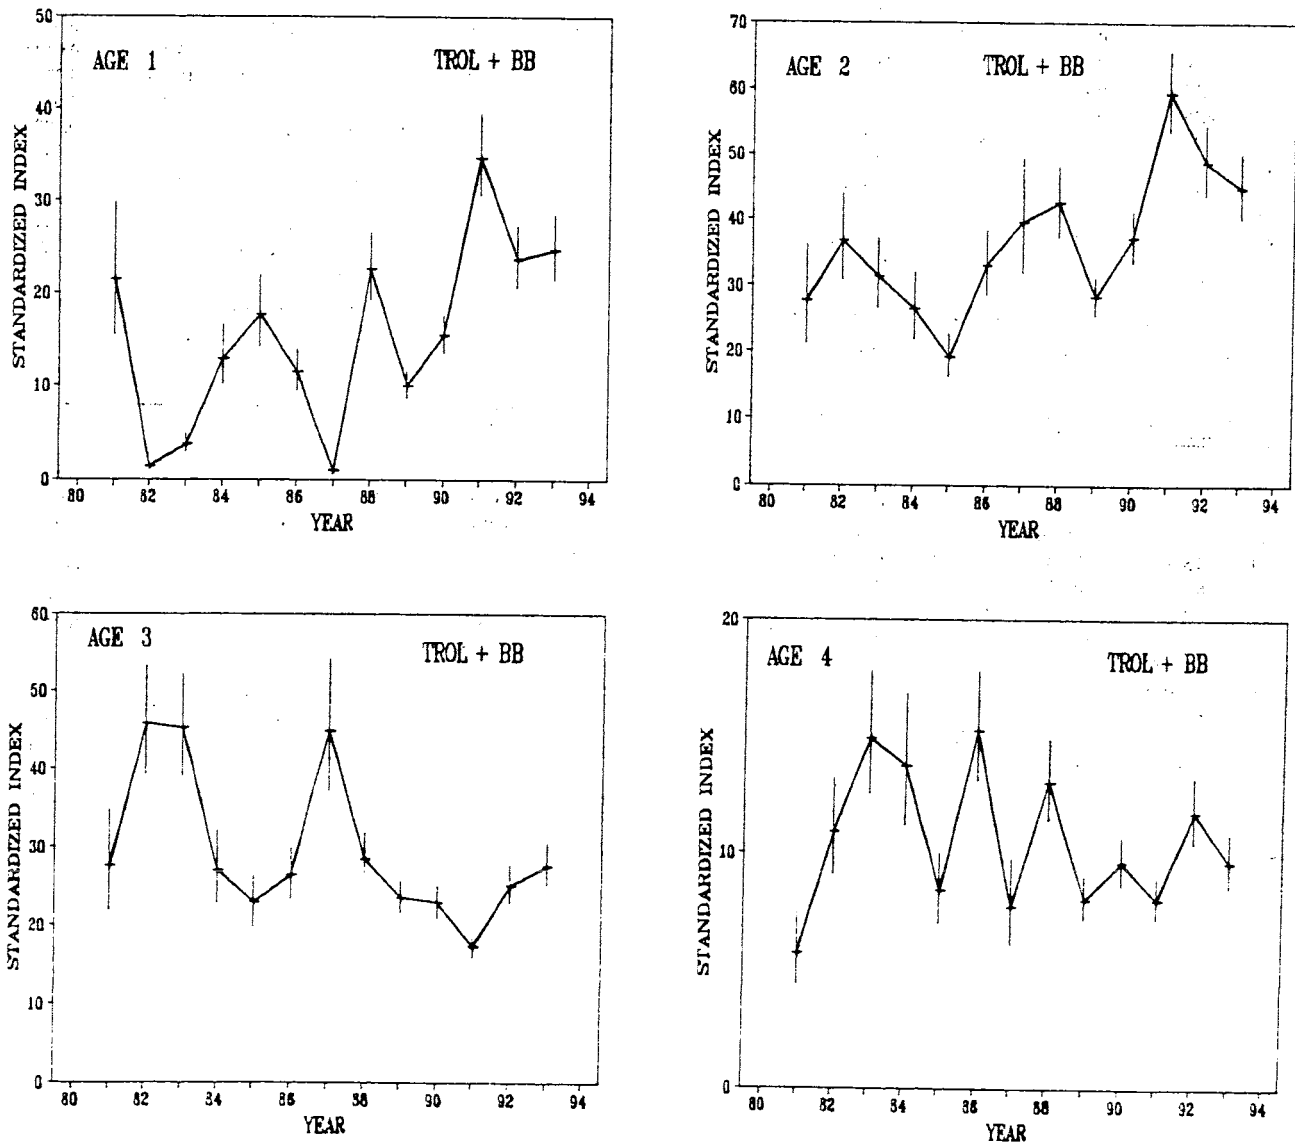 AGE 1 TROL + BB
STANDARDIZED INDEX
50
40
30
20
10
0
80 82 84 86 88 90 92 94
YEAR
AGE 2 TROL + BB
STANDARDIZED INDEX
70
60
50
40
30
20
10
0
80 82 84 86 88 90 92 94
YEAR
AGE 3 TROL + BB
STANDARDIZED INDEX
60
50
40
30
20
10
0
80 82 84 86 88 90 92 94
YEAR
AGE 4 TROL + BB
STANDARDIZED INDEX
20
10
0
80 82 84 86 88 90 92 94
YEAR